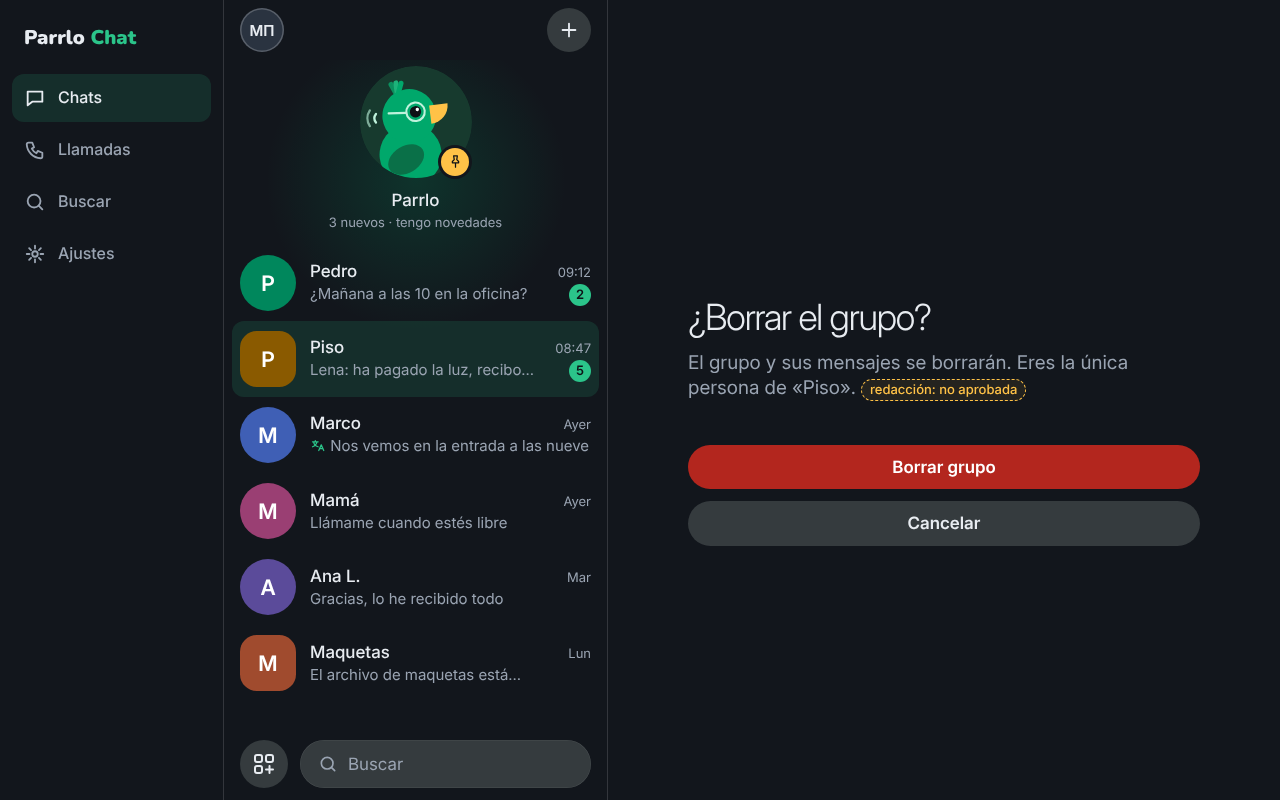 Parrlo Chat
Chats
Llamadas
Buscar
Ajustes
МП
Parrlo
3 nuevos · tengo novedades
P
Pedro
09:12
¿Mañana a las 10 en la oficina?
2
P
Piso
08:47
Lena: ha pagado la luz, recibo...
5
M
Marco
Ayer
Nos vemos en la entrada a las nueve
M
Mamá
Ayer
Llámame cuando estés libre
A
Ana L.
Mar
Gracias, lo he recibido todo
M
Maquetas
Lun
El archivo de maquetas está...
Buscar
¿Borrar el grupo?
El grupo y sus mensajes se borrarán. Eres la única
persona de «Piso». redacción: no aprobada
Borrar grupo
Cancelar